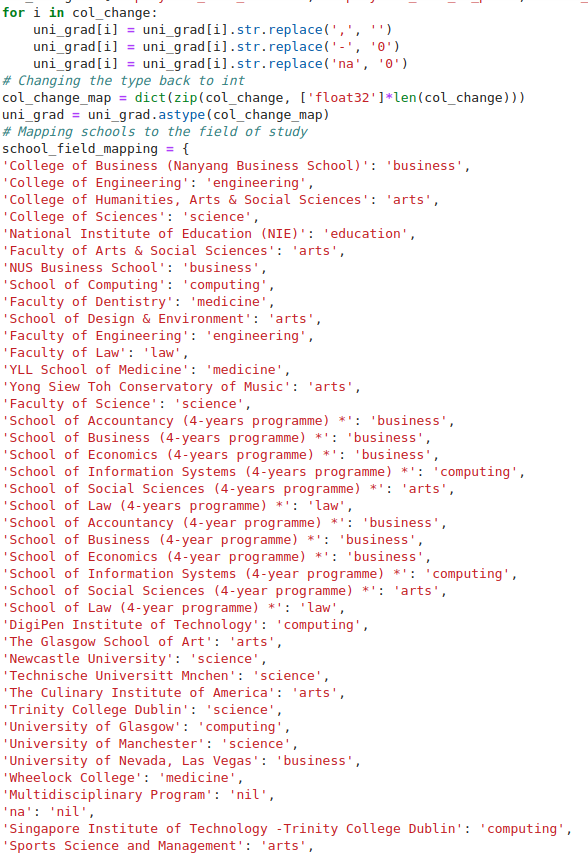 for i in col_change:
    uni_grad[i] = uni_grad[i].str.replace(',', '')
    uni_grad[i] = uni_grad[i].str.replace('-', '0')
    uni_grad[i] = uni_grad[i].str.replace('na', '0')
# Changing the type back to int
col_change_map = dict(zip(col_change, ['float32']*len(col_change)))
uni_grad = uni_grad.astype(col_change_map)
# Mapping schools to the field of study
school_field_mapping = {
'College of Business (Nanyang Business School)': 'business',
'College of Engineering': 'engineering',
'College of Humanities, Arts & Social Sciences': 'arts',
'College of Sciences': 'science',
'National Institute of Education (NIE)': 'education',
'Faculty of Arts & Social Sciences': 'arts',
'NUS Business School': 'business',
'School of Computing': 'computing',
'Faculty of Dentistry': 'medicine',
'School of Design & Environment': 'arts',
'Faculty of Engineering': 'engineering',
'Faculty of Law': 'law',
'YLL School of Medicine': 'medicine',
'Yong Siew Toh Conservatory of Music': 'arts',
'Faculty of Science': 'science',
'School of Accountancy (4-years programme) *': 'business',
'School of Business (4-years programme) *': 'business',
'School of Economics (4-years programme) *': 'business',
'School of Information Systems (4-years programme) *': 'computing',
'School of Social Sciences (4-years programme) *': 'arts',
'School of Law (4-years programme) *': 'law',
'School of Accountancy (4-year programme) *': 'business',
'School of Business (4-year programme) *': 'business',
'School of Economics (4-year programme) *': 'business',
'School of Information Systems (4-year programme) *': 'computing',
'School of Social Sciences (4-year programme) *': 'arts',
'School of Law (4-year programme) *': 'law',
'DigiPen Institute of Technology': 'computing',
'The Glasgow School of Art': 'arts',
'Newcastle University': 'science',
'Technische Universitt Mnchen': 'science',
'The Culinary Institute of America': 'arts',
'Trinity College Dublin': 'science',
'University of Glasgow': 'computing',
'University of Manchester': 'science',
'University of Nevada, Las Vegas': 'business',
'Wheelock College': 'medicine',
'Multidisciplinary Program': 'nil',
'na': 'nil',
'Singapore Institute of Technology -Trinity College Dublin': 'computing',
'Sports Science and Management': 'arts',